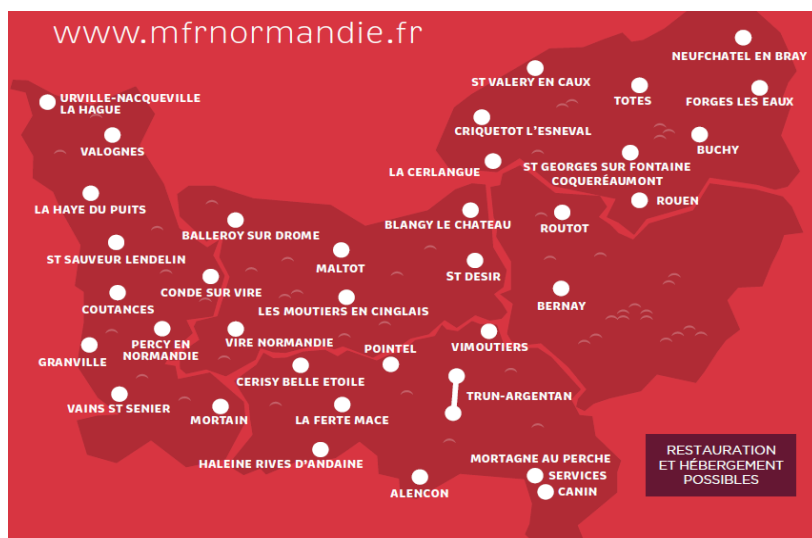 www.mfrnormandie.fr
NEUFCHATEL EN BRAY
ST VALERY EN CAUX
TOTES
FORGES LES EAUX
URVILLE-NACQUEVILLE
LA HAGUE
CRIQUETOT L'ESNEVAL
VALOGNES
BUCHY
LA CERLANGUE
ST GEORGES SUR FONTAINE
COQUERÉAUMONT
ROUEN
LA HAYE DU PUITS
BALLEROY SUR DROME
BLANGY LE CHATEAU
ROUTOT
ST SAUVEUR LENDELIN
MALTOT
ST DESIR
CONDE SUR VIRE
COUTANCES
LES MOUTIERS EN CINGLAIS
BERNAY
PERCY EN
NORMANDIE
VIRE NORMANDIE
POINTEL
VIMOUTIERS
GRANVILLE
CERISY BELLE ETOILE
TRUN-ARGENTAN
VAINS ST SENIER
MORTAIN
LA FERTE MACE
HALEINE RIVES D'ANDAINE
MORTAGNE AU PERCHE
SERVICES
CANIN
ALENCON
RESTAURATION
ET HÉBERGEMENT
POSSIBLES